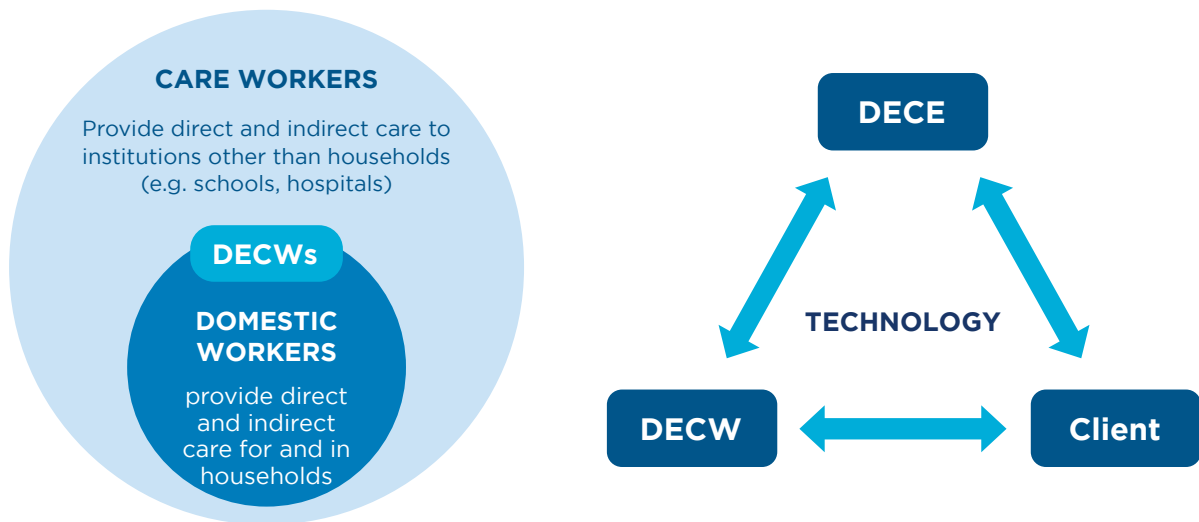 CARE WORKERS
Provide direct and indirect care to
institutions other than households
(e.g. schools, hospitals)
DECWs
DOMESTIC
WORKERS
provide direct
and indirect
care for and in
households
DECE
TECHNOLOGY
DECW
Client